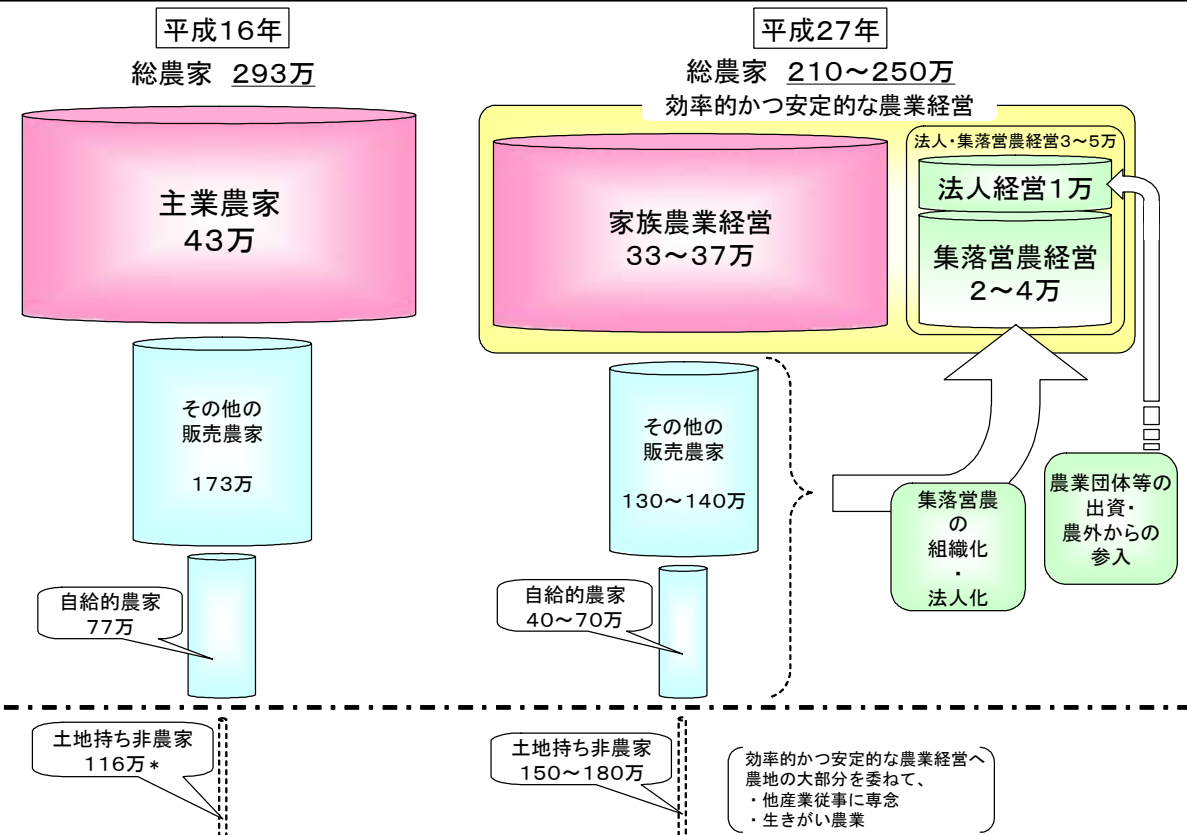 平成16年
総農家 293万
主業農家
43万
その他の
販売農家
173万
自給的農家
77万
土地持ち非農家
116万*
平成27年
総農家 210～250万
効率的かつ安定的な農業経営
家族農業経営
33～37万
法人・集落営農経営3～5万
法人経営1万
集落営農経営
2～4万
その他の
販売農家
130～140万
自給的農家
40～70万
集落営農
の
組織化
・
法人化
農業団体等の
出資・
農外からの
参入
土地持ち非農家
150～180万
効率的かつ安定的な農業経営へ
農地の大部分を委ねて、
・他産業従事に専念
・生きがい農業